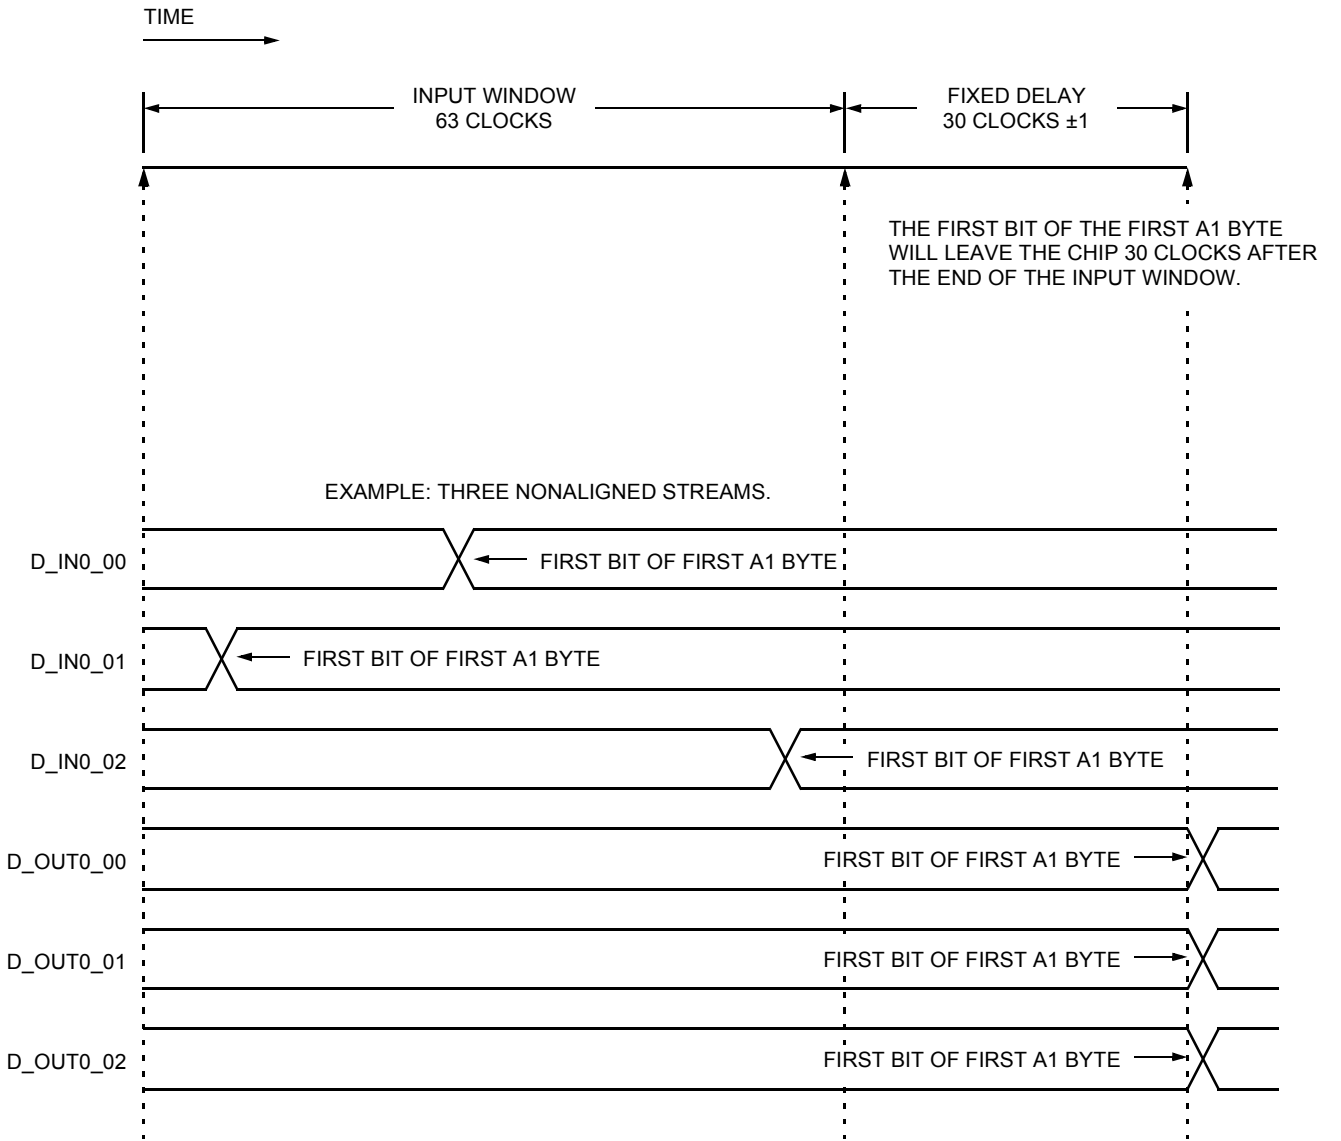 TIME
INPUT WINDOW
63 CLOCKS
FIXED DELAY
30 CLOCKS ±1
THE FIRST BIT OF THE FIRST A1 BYTE
WILL LEAVE THE CHIP 30 CLOCKS AFTER
THE END OF THE INPUT WINDOW.
EXAMPLE: THREE NONALIGNED STREAMS.
D_IN0_00
FIRST BIT OF FIRST A1 BYTE
D_IN0_01
FIRST BIT OF FIRST A1 BYTE
D_IN0_02
FIRST BIT OF FIRST A1 BYTE
D_OUT0_00
FIRST BIT OF FIRST A1 BYTE
D_OUT0_01
FIRST BIT OF FIRST A1 BYTE
D_OUT0_02
FIRST BIT OF FIRST A1 BYTE